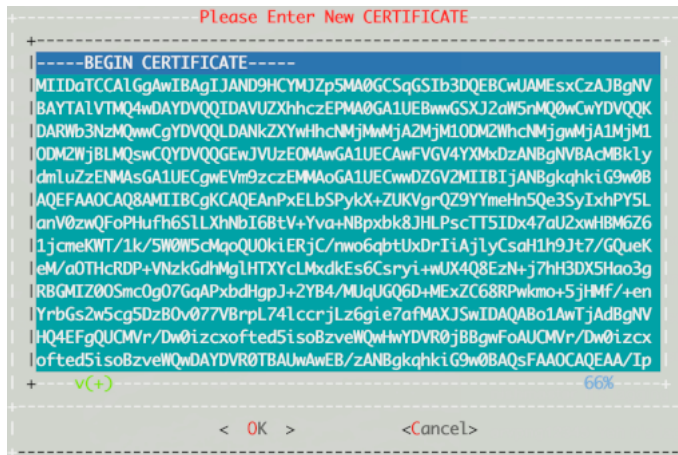 Please Enter New CERTIFICATE
-----BEGIN CERTIFICATE-----
MIIDaTCCAlGgAwIBAgIJAND9HCYMJZp5MA0GCSqGSIb3DQEBCwUAMEsxCzAJBgNV
BAYTAlVTMQ4wDAYDVQQIDAVUZXhhczEPMA0GA1UEBwwGSXJ2aW5nMQ0wCwYDVQQK
DARWb3NzMQwwCgYDVQQLDANkZXYwHhcNMjMwMjA2MjM1ODM2WhcNMjgwMjA1MjM1
ODM2WjBLMQswCQYDVQQGEwJVUzEOMAwGA1UECAwFVGV4YXMxDzANBgNVBAcMBkly
dmluZzENMAsGA1UECgwEVm9zczEMMAoGA1UECwwDZGV2MIIBIjANBgkqhkiG9w0B
AQEFAAOCAQ8AMIIBCgKCAQEAnPxELbSPykX+ZUKVgrQZ9YYmeHn5Qe3SyIxhPY5L
anV0zwQFoPHufh6SlLXhNbI6BtV+Yva+NBpxbk8JHLPscTT5IDx47aU2xwHBM6Z6
1jcmeKWT/1k/5W0W5cMqoQUOkiERjC/nwo6qbtUxDrIiAjlyCsaH1h9Jt7/GQueK
eM/aOTHcRDP+VNzkGdhMglHTXYcLMxdkEs6Csryi+wUX4Q8EzN+j7hH3DX5Hao3g
RBGMIZ0OSmcOgO7GqAPxbdHgpJ+2YB4/MUqUGQ6D+MExZC68RPwkmo+5jHMf/+en
YrbGs2w5cg5DzBOv077VBrpL74lccrjLz6gie7afMAXJSwIDAQABo1AwTjAdBgNV
HQ4EFgQUCMVr/Dw0izcxofted5isoBzveWQwHwYDVR0jBBgwFoAUCMVr/Dw0izcx
ofted5isoBzveWQwDAYDVR0TBAUwAwEB/zANBgkqhkiG9w0BAQsFAAOCAQEAA/Ip
v(+) 66%
< OK > <Cancel>